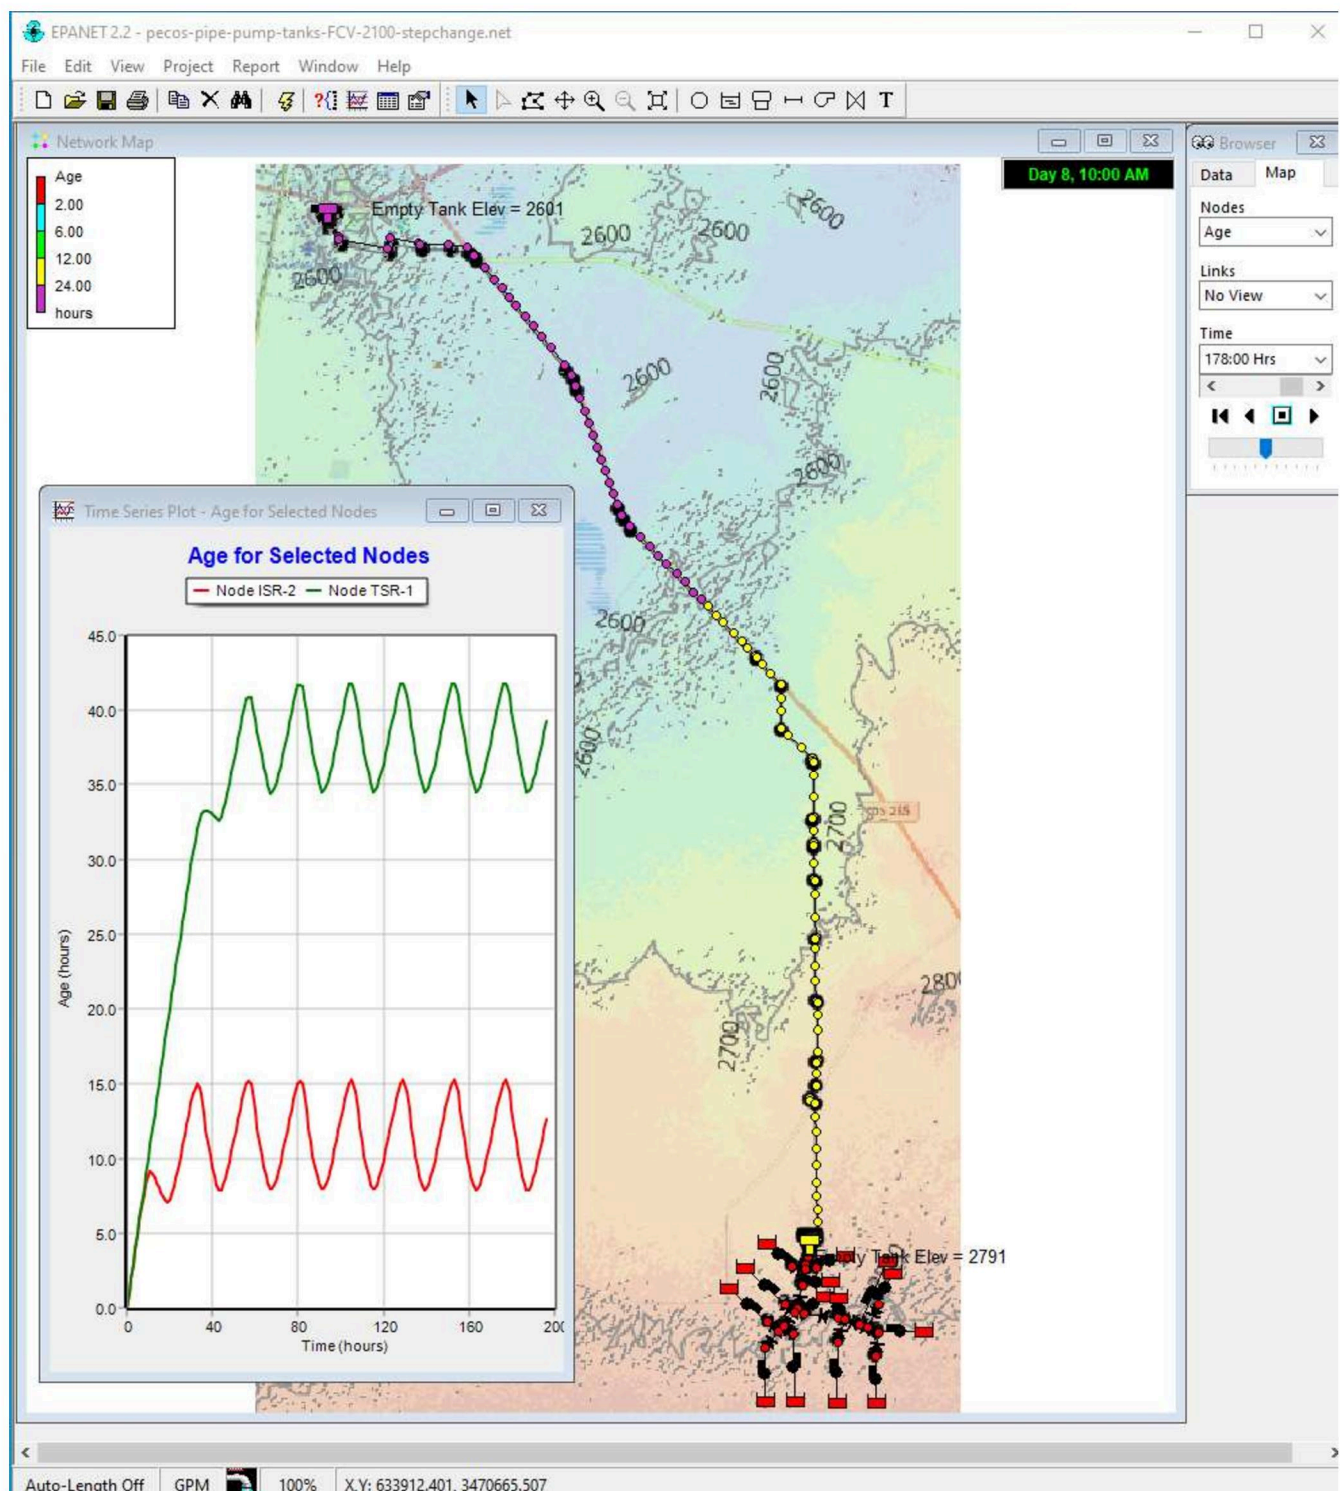 EPANET 2.2 - pecos-pipe-pump-tanks-FCV-2100-stepchange.net
File Edit View Project Report Window Help
T
Network Map
Browser
Age
2.00
6.00
12.00
24.00
hours
Day 8, 10:00 AM
Data Map
Nodes
Age
Links
No View
Time
178:00 Hrs
Empty Tank Elev = 2601
2600
2600
2600
2600
2600
2600
2600
2600
2600
2700
2700
2800
Empty Tank Elev = 2791
Time Series Plot - Age for Selected Nodes
Age for Selected Nodes
Node ISR-2 Node TSR-1
45.0
40.0
35.0
30.0
25.0
20.0
15.0
10.0
5.0
0.0
Age (hours)
0 40 80 120 160 200
Time (hours)
Auto-Length Off GPM 100% X,Y: 633912.401, 3470665.507